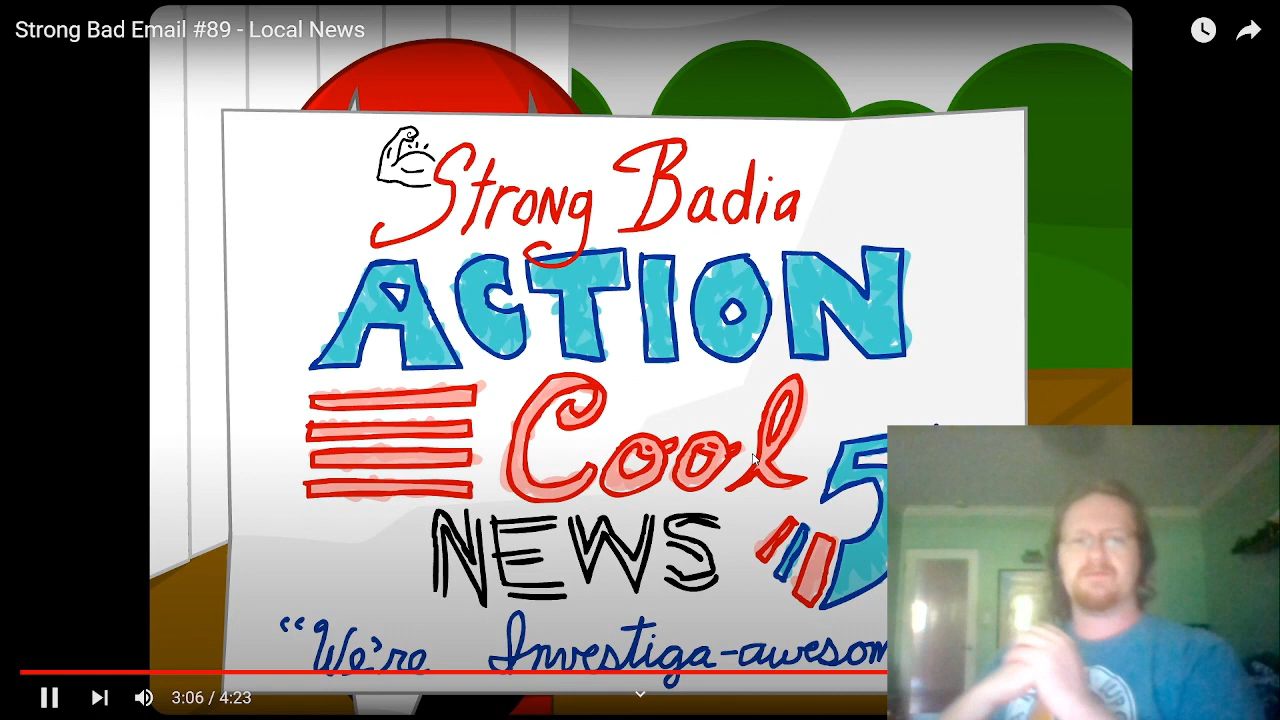 Strong Bad Email #89 - Local News
Strong Badia
ACTION
Cool
5
NEWS
“We're Investiga-awesom
3:06 / 4:23